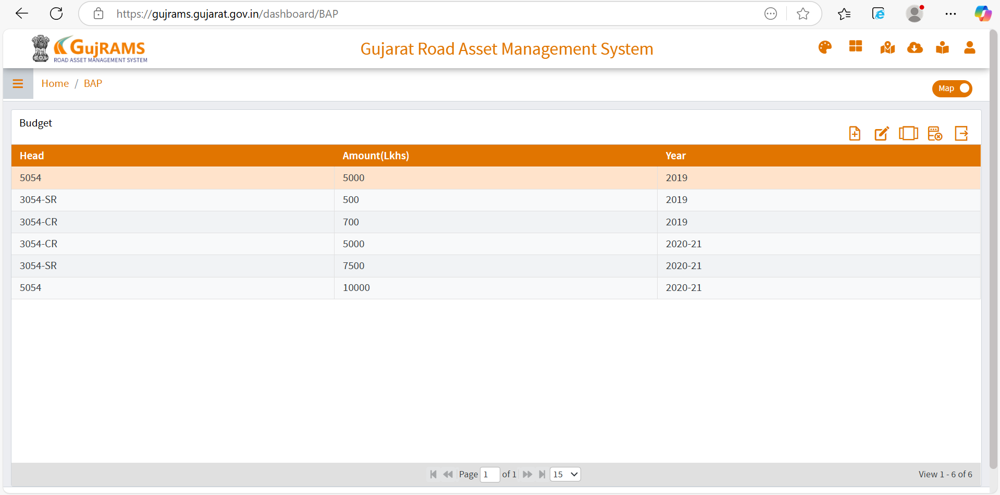 https://gujrams.gujarat.gov.in/dashboard/BAP
GujRAMS
ROAD ASSET MANAGEMENT SYSTEM
Gujarat Road Asset Management System
Home / BAP
Map
Budget
Head Amount(Lkhs) Year
5054 5000 2019
3054-SR 500 2019
3054-CR 700 2019
3054-CR 5000 2020-21
3054-SR 7500 2020-21
5054 10000 2020-21
Page 1 of 1 15 View 1 - 6 of 6